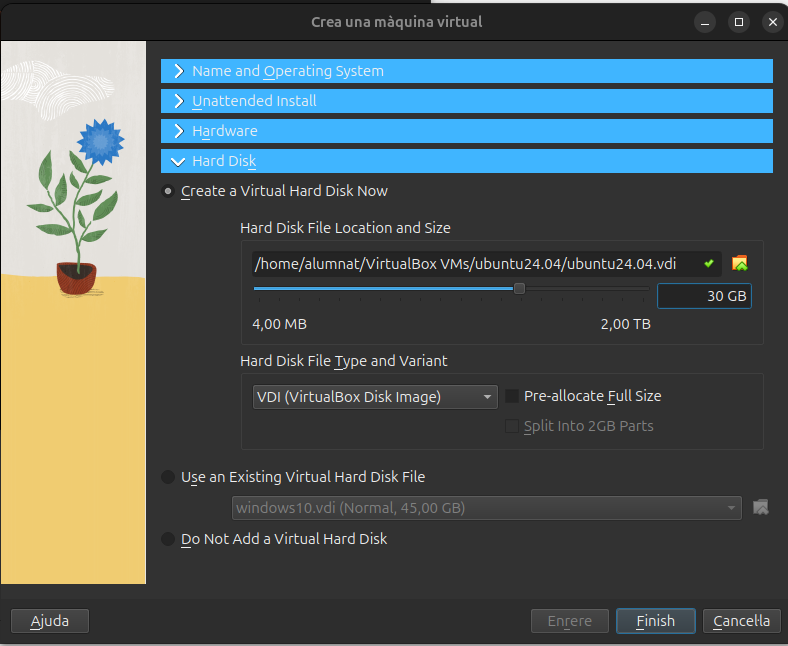 Crea una màquina virtual
Name and Operating System
Unattended Install
Hardware
Hard Disk
Create a Virtual Hard Disk Now
Hard Disk File Location and Size
/home/alumnat/VirtualBox VMs/ubuntu24.04/ubuntu24.04.vdi
30 GB
4,00 MB 2,00 TB
Hard Disk File Type and Variant
VDI (VirtualBox Disk Image) Pre-allocate Full Size
Split Into 2GB Parts
Use an Existing Virtual Hard Disk File
windows10.vdi (Normal, 45,00 GB)
Do Not Add a Virtual Hard Disk
Ajuda Enrere Finish Cancel·la